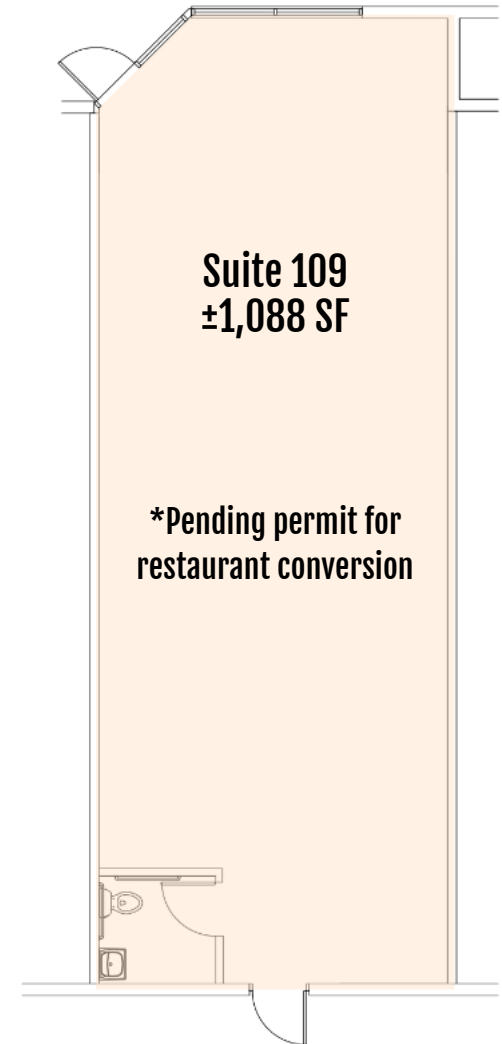 Suite 109
±1,088 SF
*Pending permit for
restaurant conversion